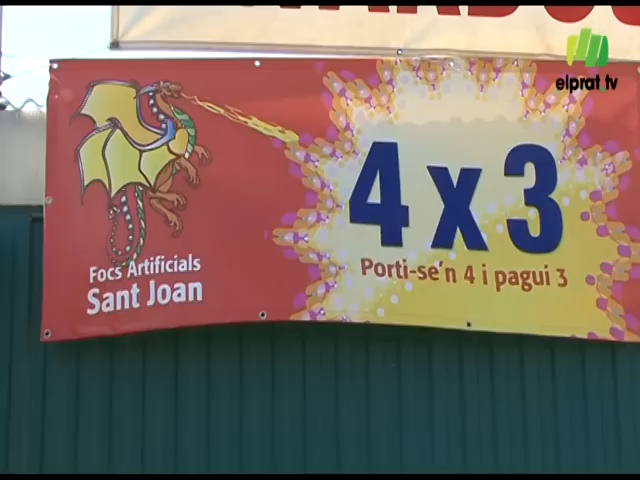 elprat tv
4 x 3
Porti-se'n 4 i pagui 3
Focs Artificials
Sant Joan